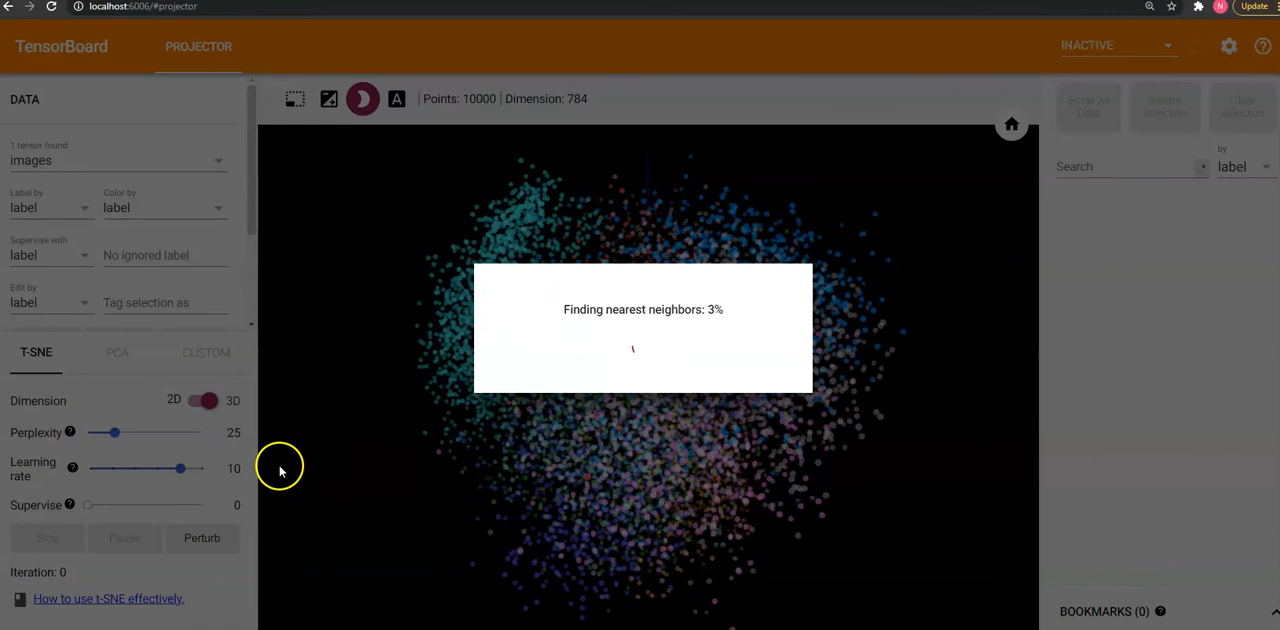 localhost:6006/#projector
N
Update
TensorBoard
PROJECTOR
INACTIVE
DATA
A
Points: 10000
Dimension: 784
Show All Data
Isolate selection
Clear selection
1 tensor found
images
Search
.*
by
label
Label by
label
Color by
label
Supervise with
label
No ignored label
Edit by
label
Tag selection as
Finding nearest neighbors: 3%
T-SNE
PCA
CUSTOM
Dimension
2D
3D
Perplexity
25
Learning
rate
10
Supervise
0
Stop
Pause
Perturb
Iteration: 0
How to use t-SNE effectively.
BOOKMARKS (0)